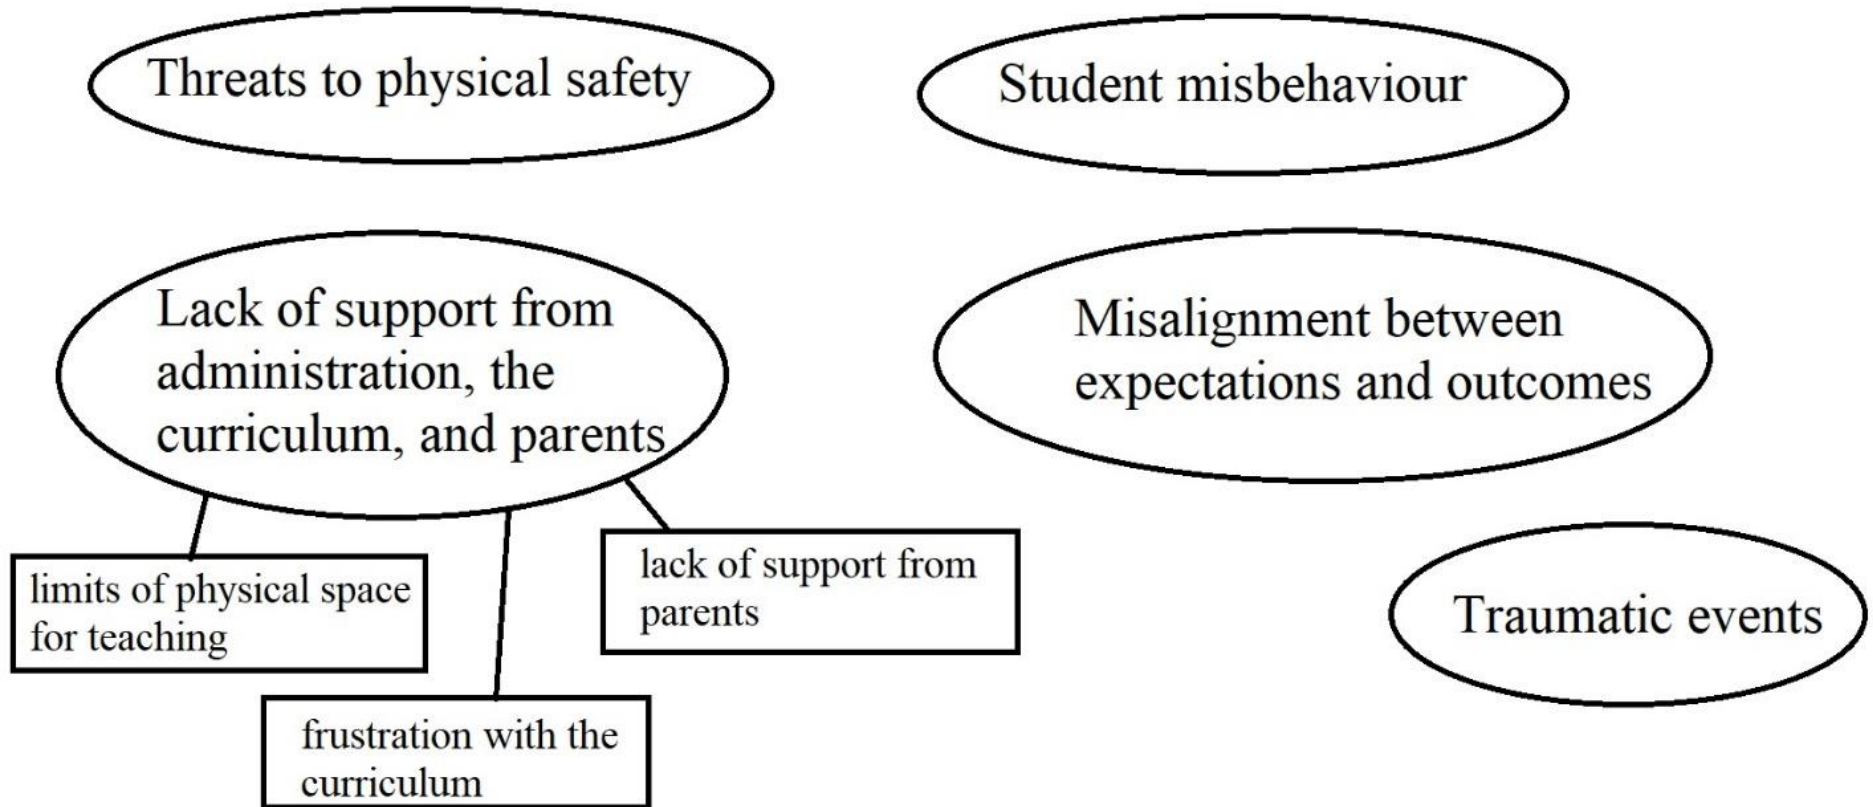 Threats to physical safety
Student misbehaviour
Lack of support from
administration, the
curriculum, and parents
Misalignment between
expectations and outcomes
limits of physical space
for teaching
lack of support from
parents
frustration with the
curriculum
Traumatic events